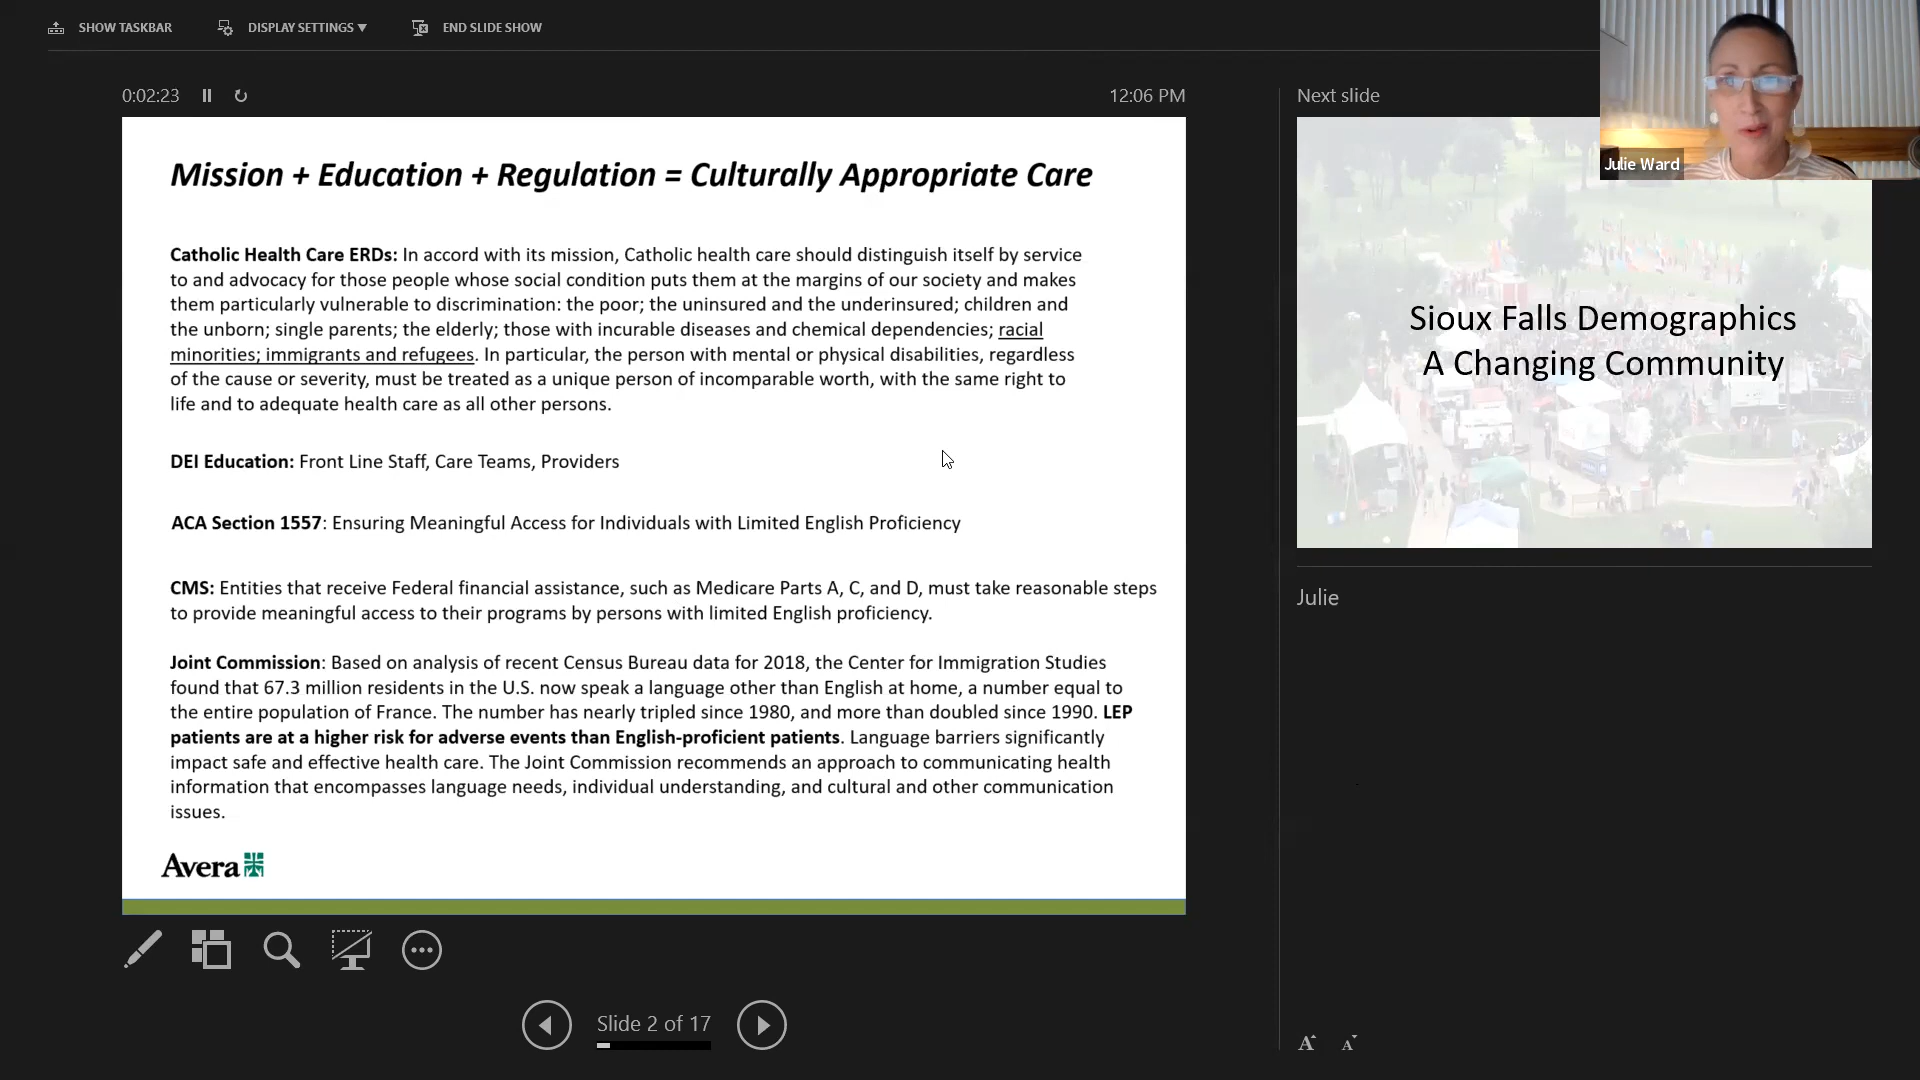 SHOW TASKBAR
DISPLAY SETTINGS ▾
END SLIDE SHOW
0:02:23
12:06 PM
Mission + Education + Regulation = Culturally Appropriate Care
Catholic Health Care ERDs: In accord with its mission, Catholic health care should distinguish itself by service
to and advocacy for those people whose social condition puts them at the margins of our society and makes
them particularly vulnerable to discrimination: the poor; the uninsured and the underinsured; children and
the unborn; single parents; the elderly; those with incurable diseases and chemical dependencies; racial
minorities; immigrants and refugees. In particular, the person with mental or physical disabilities, regardless
of the cause or severity, must be treated as a unique person of incomparable worth, with the same right to
life and to adequate health care as all other persons.
DEI Education: Front Line Staff, Care Teams, Providers
ACA Section 1557: Ensuring Meaningful Access for Individuals with Limited English Proficiency
CMS: Entities that receive Federal financial assistance, such as Medicare Parts A, C, and D, must take reasonable steps
to provide meaningful access to their programs by persons with limited English proficiency.
Joint Commission: Based on analysis of recent Census Bureau data for 2018, the Center for Immigration Studies
found that 67.3 million residents in the U.S. now speak a language other than English at home, a number equal to
the entire population of France. The number has nearly tripled since 1980, and more than doubled since 1990. LEP
patients are at a higher risk for adverse events than English-proficient patients. Language barriers significantly
impact safe and effective health care. The Joint Commission recommends an approach to communicating health
information that encompasses language needs, individual understanding, and cultural and other communication
issues.
Avera
Slide 2 of 17
Next slide
Julie Ward
Sioux Falls Demographics
A Changing Community
Julie
A A